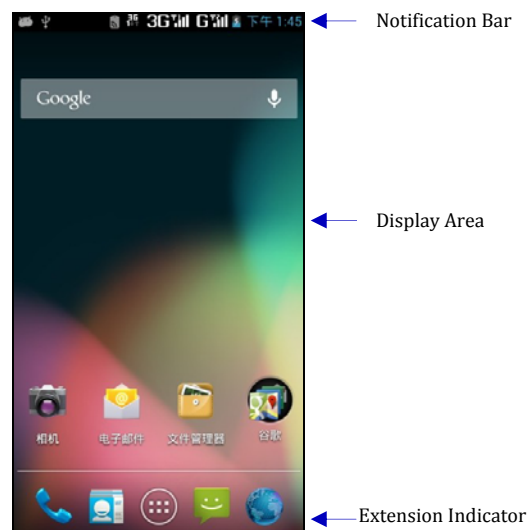 3G
3G G 下午 1:45
Notification Bar
Google
Display Area
相机 电子邮件 文件管理器 谷歌
Extension Indicator